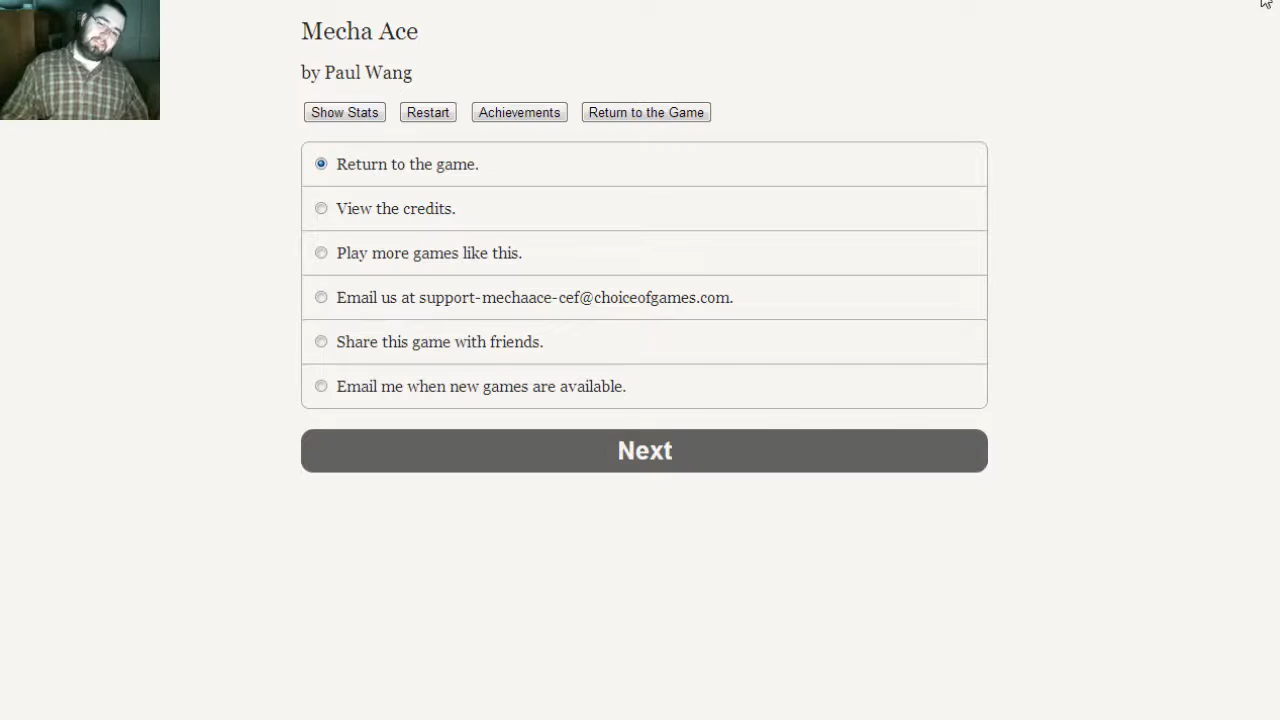 Mecha Ace
by Paul Wang
Show Stats Restart Achievements Return to the Game
Return to the game.
View the credits.
Play more games like this.
Email us at support-mechaace-cef@choiceofgames.com.
Share this game with friends.
Email me when new games are available.
Next